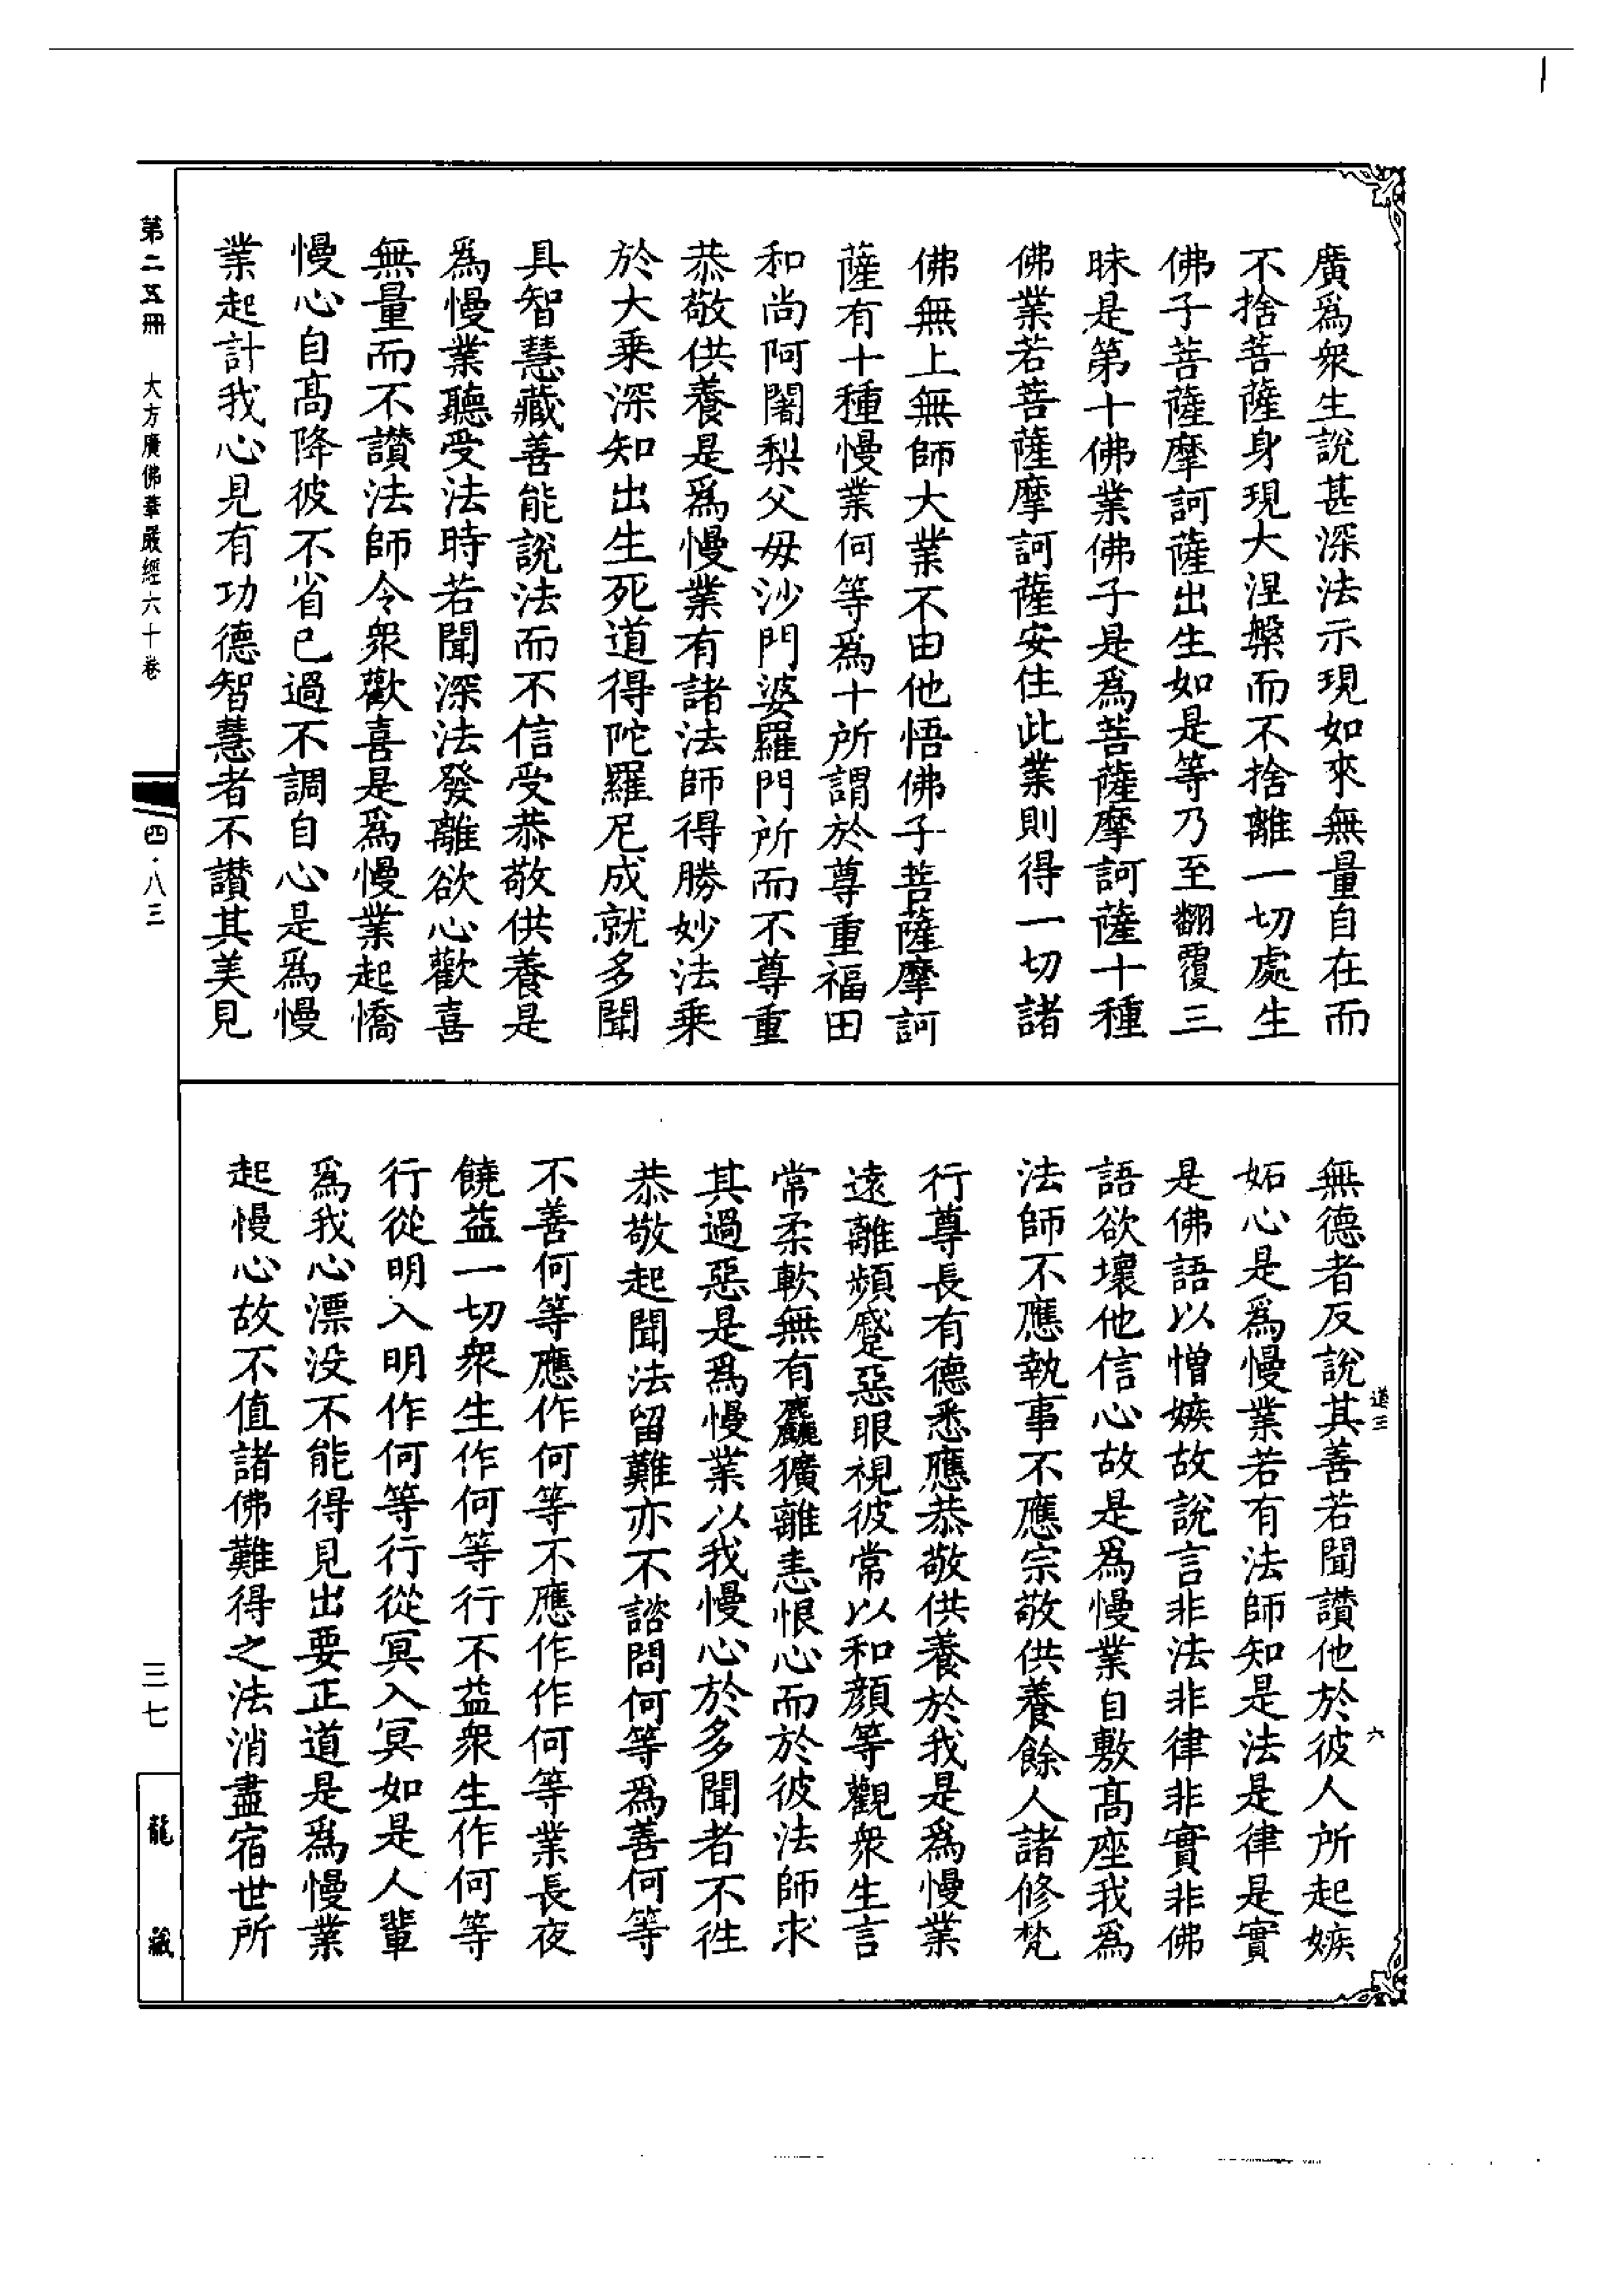 廣爲衆生說甚深法示現如來無量自在而
不捨菩薩身現大涅槃而不捨離一切處生
佛子菩薩摩訶薩出生如是等乃至翻覆三
昧是第十佛業佛子是爲菩薩摩訶薩十種
佛業若菩薩摩訶薩安住此業則得一切諸
佛無上無師大業不由他悟佛子菩薩摩訶
薩有十種慢業何等爲十所謂於尊重福田
和尚阿闍梨父母沙門婆羅門所而不尊重
恭敬供養是爲慢業有諸法師得勝妙法乘
於大乘深知出生死道得陀羅尼成就多聞
具智慧藏善能說法而不信受恭敬供養是
爲慢業聽受法時若聞深法發離欲心歡喜
無量而不讚法師令衆歡喜是爲慢業起憍
慢心自高降彼不省已過不調自心是爲慢
業起計我心見有功德智慧者不讚其美見
無德者反說其善若聞讚他於彼人所起嫉
妬心是爲慢業若有法師知是法是律是實
是佛語以憎嫉故說言非法非律非實非佛
語欲壞他信心故是爲慢業自敷高座我爲
法師不應執事不應宗敬供養餘人諸修梵
行尊長有德悉應恭敬供養於我是爲慢業
遠離頻蹙惡眼視彼常以和顏等觀衆生言
常柔軟無有麤獷離恚恨心而於彼法師求
其過惡是爲慢業以我慢心於多聞者不徃
恭敬起聞法留難亦不諮問何等爲善何等
不善何等應作何等不應作作何等業長夜
饒益一切衆生作何等行不益衆生作何等
行從明入明作何等行從冥入冥如是人輩
爲我心漂没不能得見出要正道是爲慢業
起慢心故不值諸佛難得之法消盡宿世所
遵三
六
第二五冊 大方廣佛華嚴經六十卷
四·八三
三七
龍藏